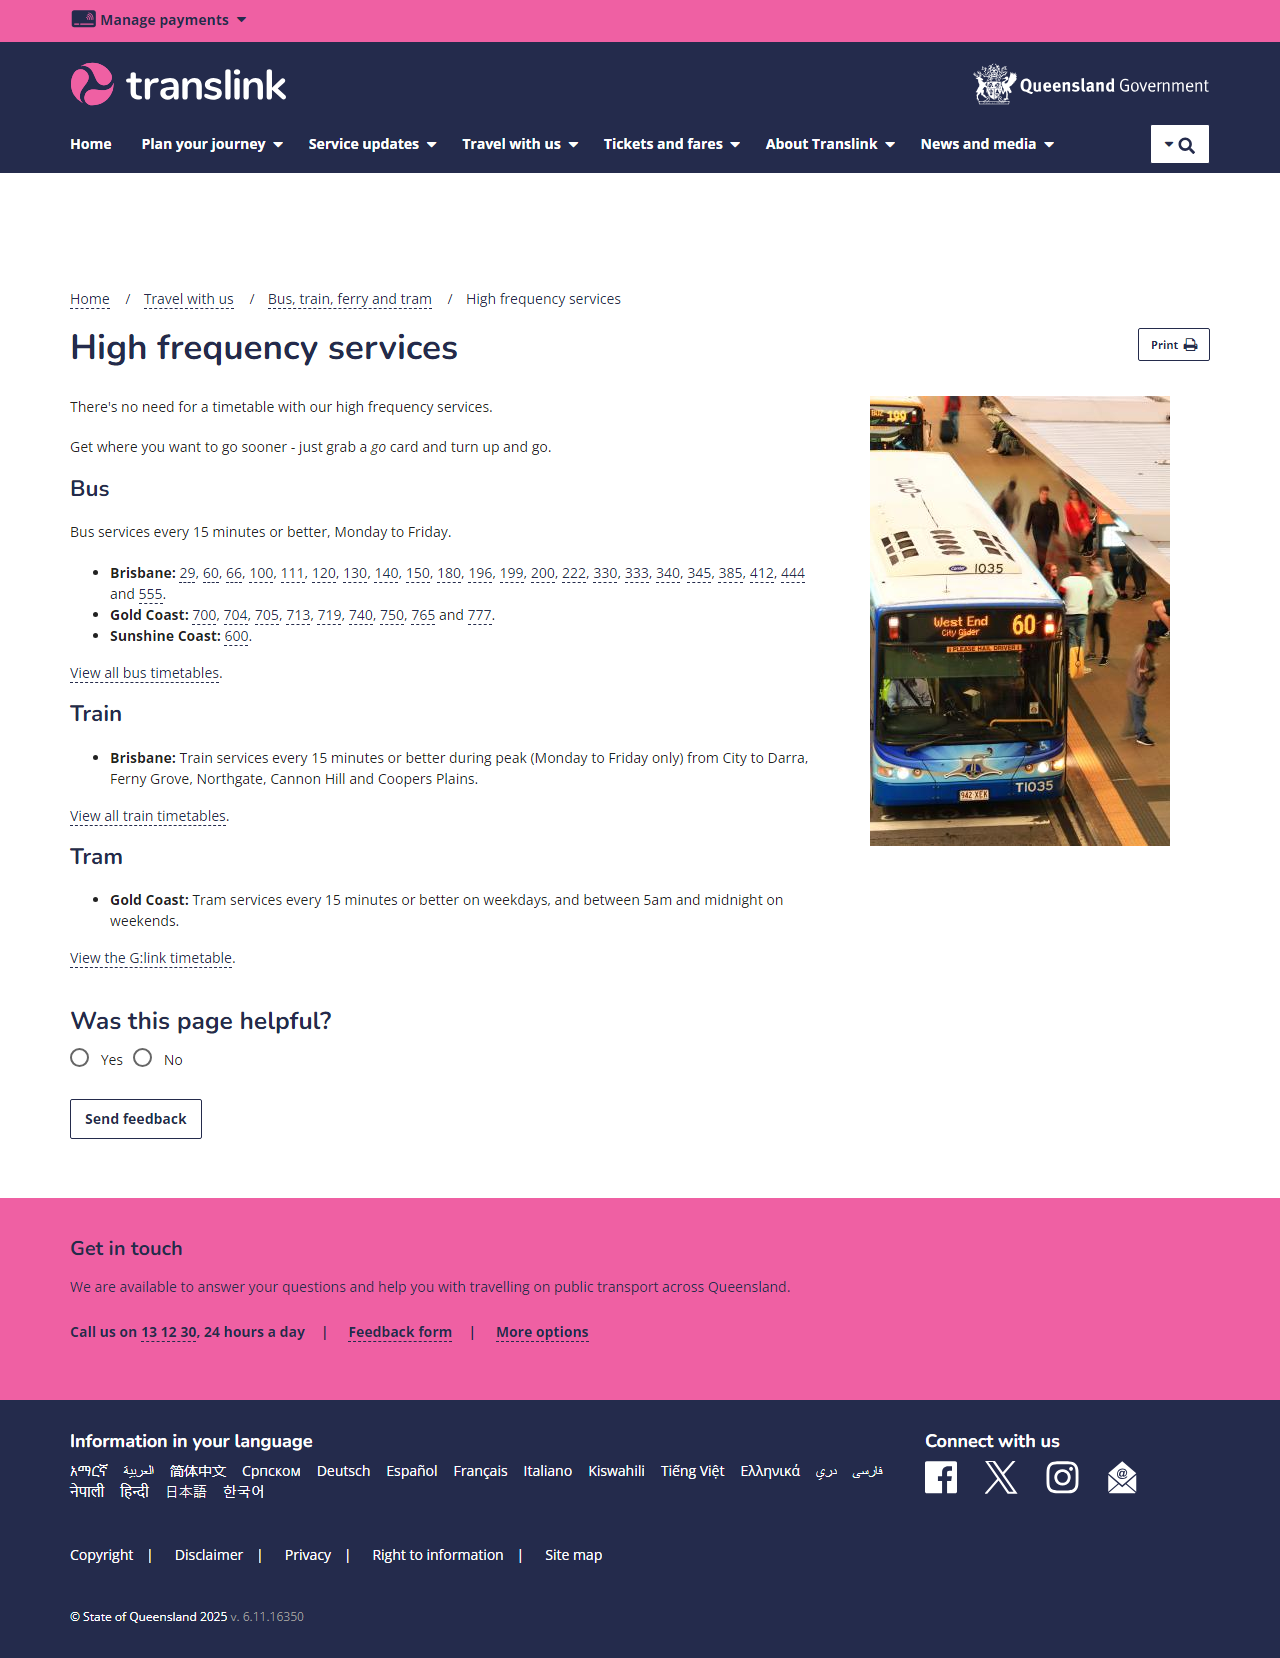 Manage payments
translink
Queensland Government
Home Plan your journey Service updates Travel with us Tickets and fares About Translink News and media
Home / Travel with us / Bus, train, ferry and tram / High frequency services
High frequency services
Print
There's no need for a timetable with our high frequency services.
Get where you want to go sooner - just grab a go card and turn up and go.
Bus
Bus services every 15 minutes or better, Monday to Friday.
Brisbane: 29, 60, 66, 100, 111, 120, 130, 140, 150, 180, 196, 199, 200, 222, 330, 333, 340, 345, 385, 412, 444
and 555.
Gold Coast: 700, 704, 705, 713, 719, 740, 750, 765 and 777.
Sunshine Coast: 600.
View all bus timetables.
Train
Brisbane: Train services every 15 minutes or better during peak (Monday to Friday only) from City to Darra,
Ferny Grove, Northgate, Cannon Hill and Coopers Plains.
View all train timetables.
Tram
Gold Coast: Tram services every 15 minutes or better on weekdays, and between 5am and midnight on
weekends.
View the G:link timetable.
199
1035
West End
City Glider
60
PLEASE HAIL DRIVER
942 XEK
T1035
Was this page helpful?
Yes No
Send feedback
Get in touch
We are available to answer your questions and help you with travelling on public transport across Queensland.
Call us on 13 12 30, 24 hours a day | Feedback form | More options
Information in your language
አማርኛ العربية 简体中文 Српском Deutsch Español Français Italiano Kiswahili Tiếng Việt Ελληνικά دري فارسی
नेपाली हिन्दी 日本語 한국어
Connect with us
Copyright | Disclaimer | Privacy | Right to information | Site map
© State of Queensland 2025 v. 6.11.16350